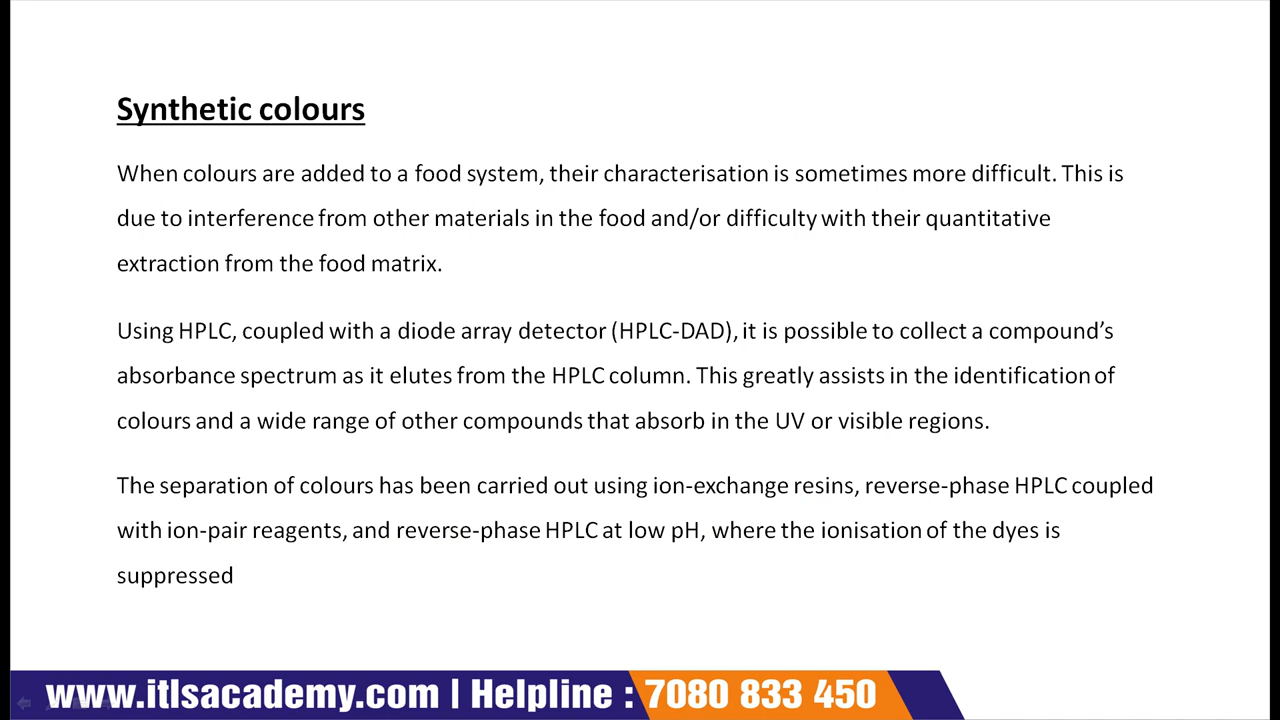 Synthetic colours
When colours are added to a food system, their characterisation is sometimes more difficult. This is
due to interference from other materials in the food and/or difficulty with their quantitative
extraction from the food matrix.
Using HPLC, coupled with a diode array detector (HPLC-DAD), it is possible to collect a compound’s
absorbance spectrum as it elutes from the HPLC column. This greatly assists in the identification of
colours and a wide range of other compounds that absorb in the UV or visible regions.
The separation of colours has been carried out using ion-exchange resins, reverse-phase HPLC coupled
with ion-pair reagents, and reverse-phase HPLC at low pH, where the ionisation of the dyes is
suppressed
www.itlsacademy.com | Helpline : 7080 833 450